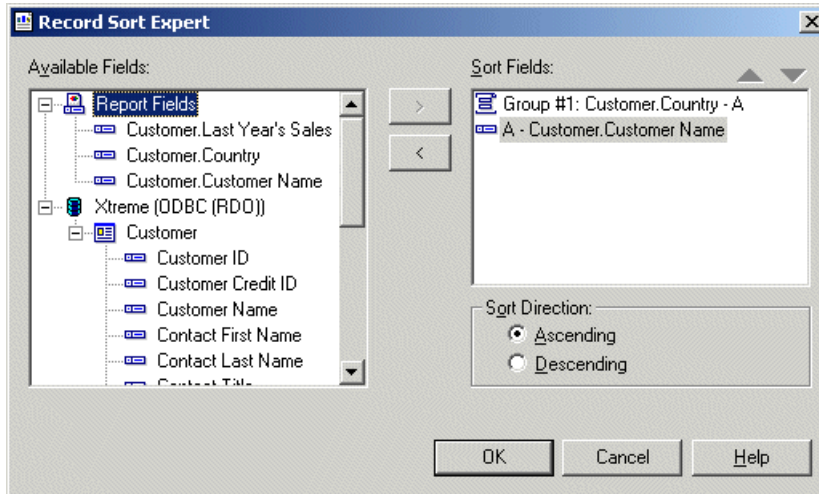 Record Sort Expert
Available Fields:
Report Fields
Customer.Last Year's Sales
Customer.Country
Customer.Customer Name
Xtreme (ODBC (RDO))
Customer
Customer ID
Customer Credit ID
Customer Name
Contact First Name
Contact Last Name
Contact Title
>
<
Sort Fields:
Group #1: Customer.Country - A
A - Customer.Customer Name
Sort Direction:
Ascending
Descending
OK
Cancel
Help